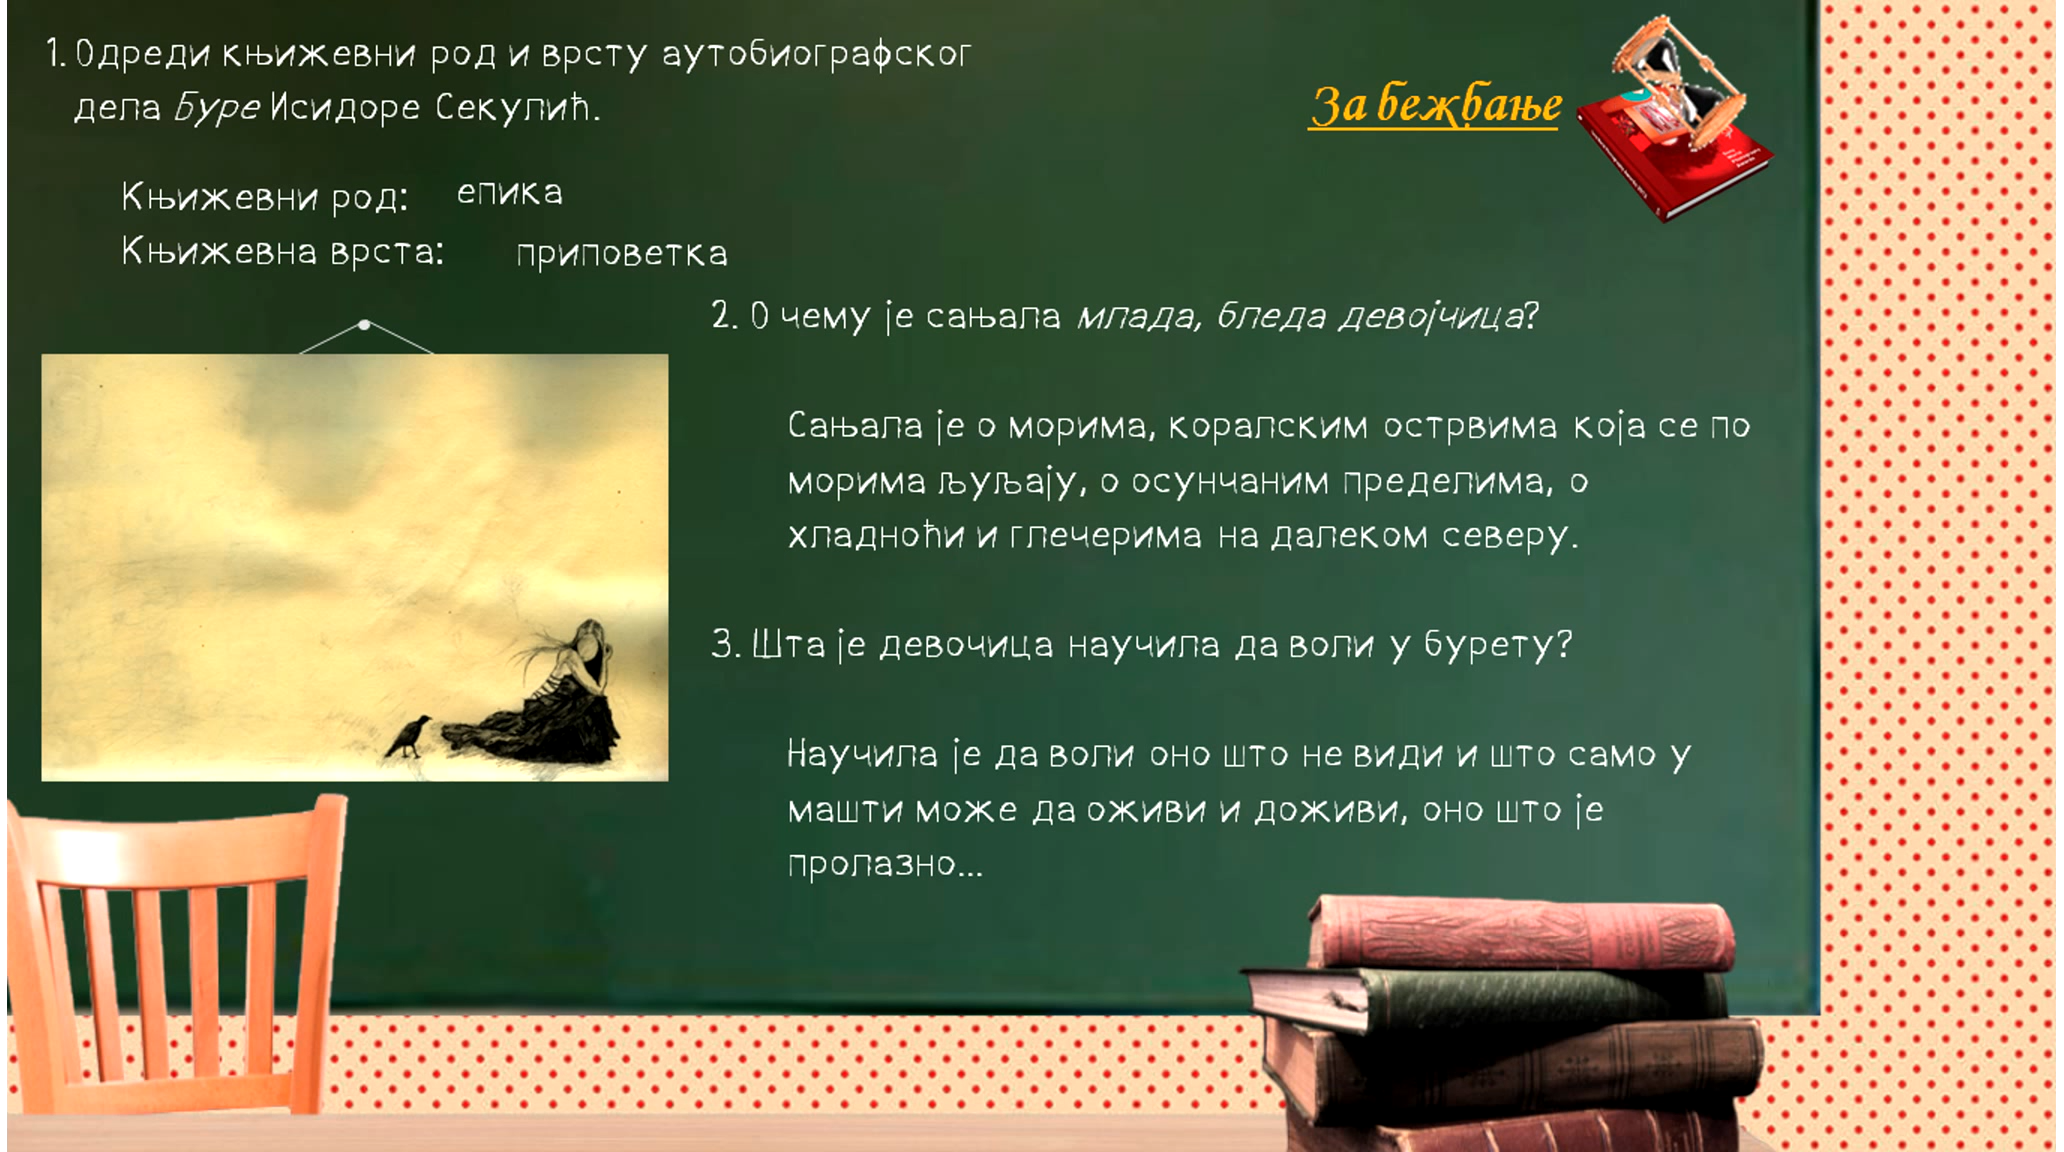 1. Одреди књижевни род и врсту аутобиографског
дела Буре Исидоре Секулић.
За бежбање
Књижевни род: епика
Књижевна врста: приповетка
2. О чему је сањала млада, бледа девојчица?
Сањала је о морима, коралским острвима која се по
морима љуљају, о осунчаним пределима, о
хладноћи и глечерима на далеком северу.
3. Шта је девочица научила да воли у бурету?
Научила је да воли оно што не види и што само у
машти може да оживи и доживи, оно што је
пролазно...